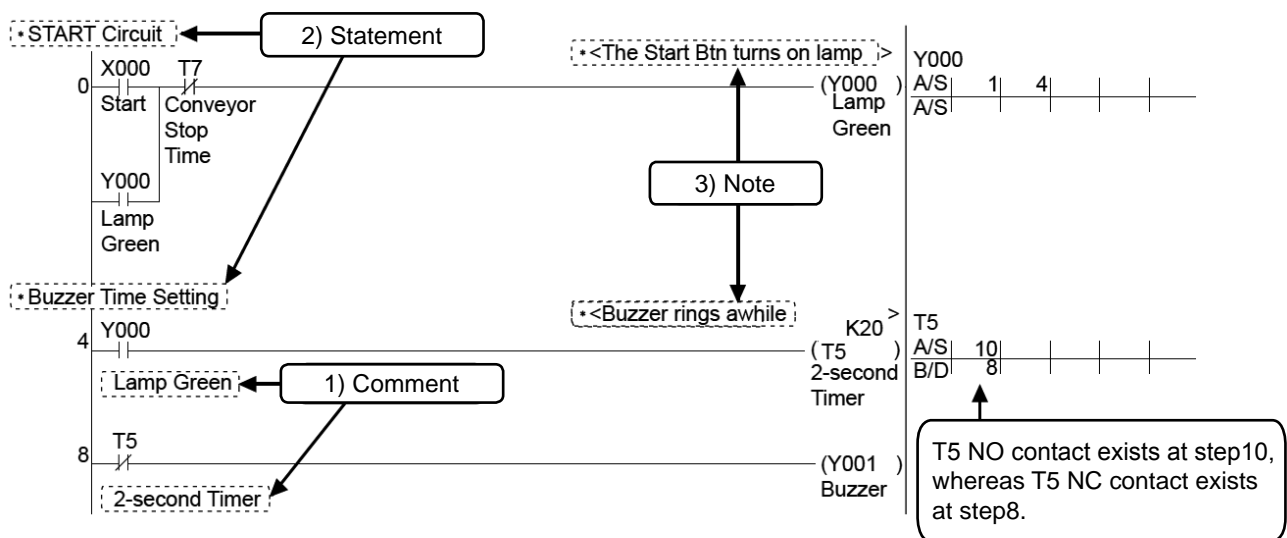 *START Circuit
2) Statement
*<The Start Btn turns on lamp >
X000 T7
Y000
0
(Y000 )
A/S 1 4
Start Conveyor
Stop
Time
Lamp
Green
A/S
Y000
3) Note
Lamp
Green
*Buzzer Time Setting
*<Buzzer rings awhile >
Y000
K20
T5
4
(T5 )
A/S 10
Lamp Green
1) Comment
2-second
Timer
B/D 8
T5
8
(Y001 )
Buzzer
2-second Timer
T5 NO contact exists at step10,
whereas T5 NC contact exists
at step8.